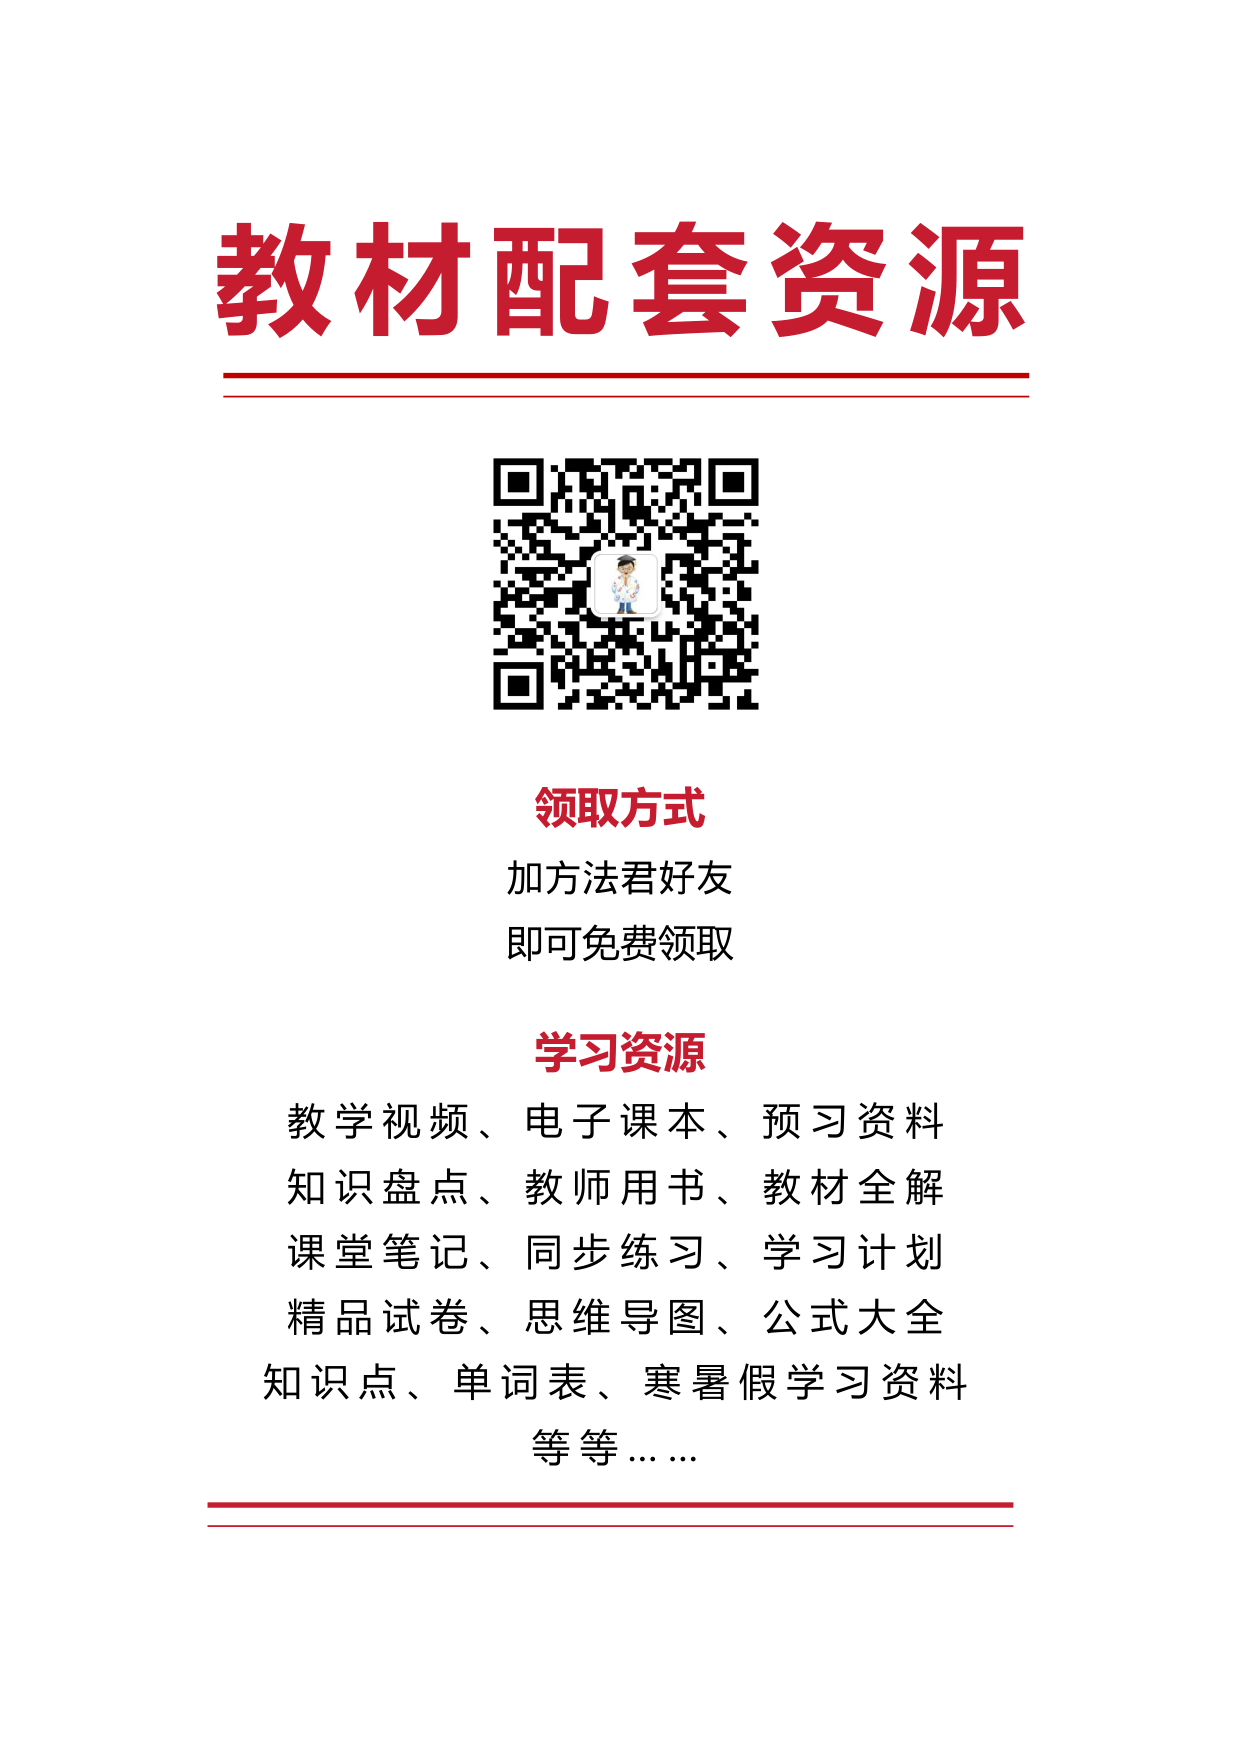 教材配套资源
领取方式
加方法君好友
即可免费领取
学习资源
教学视频、电子课本、预习资料
知识盘点、教师用书、教材全解
课堂笔记、同步练习、学习计划
精品试卷、思维导图、公式大全
知识点、单词表、寒暑假学习资料
等等……